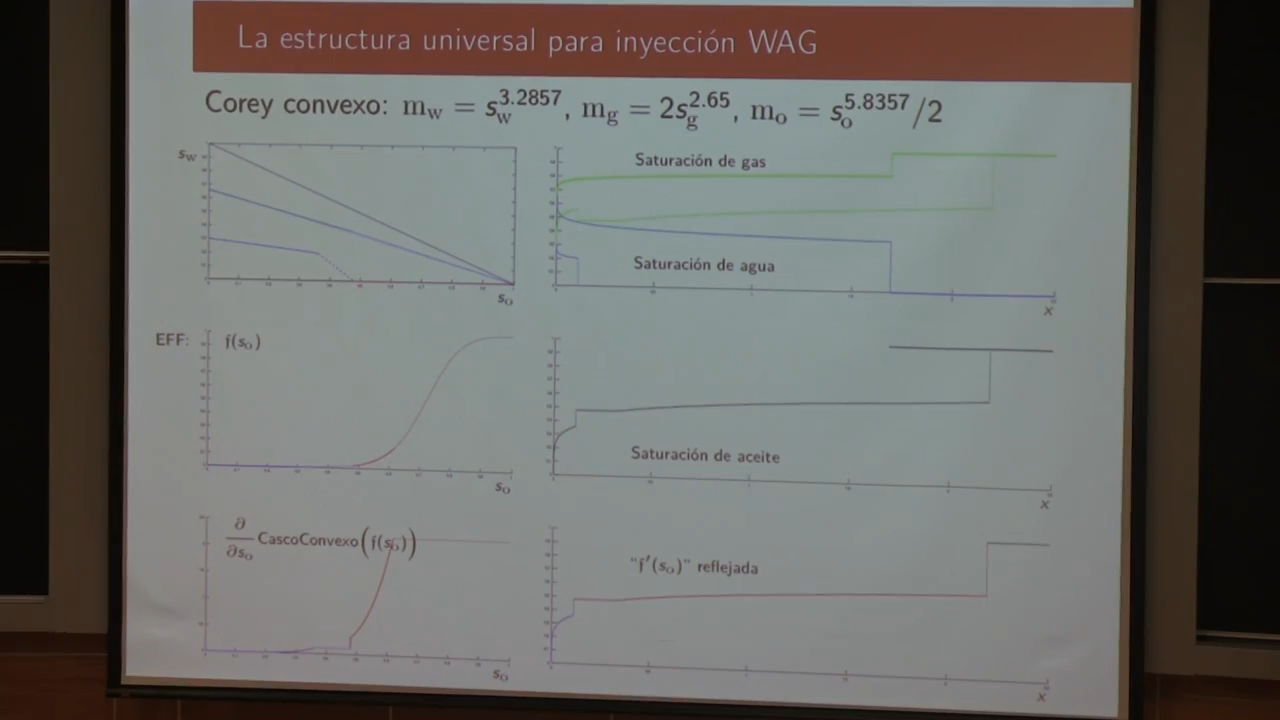 La estructura universal para inyección WAG
Corey convexo: m_w = s_w^3.2857, m_g = 2s_g^2.65, m_o = s_o^5.8357/2
s_w
s_o
Saturación de gas
Saturación de agua
x
EFF:
f(s_o)
s_o
Saturación de aceite
x
∂/∂s_o CascoConvexo(f(s_o))
s_o
"f′(s_o)" reflejada
x